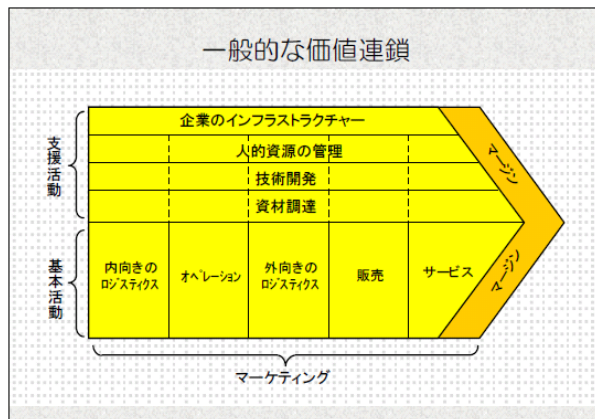 一般的な価値連鎖
支援活動
企業のインフラストラクチャー
人的資源の管理
技術開発
資材調達
マージン
基本活動
内向きの
ロジスティクス
オペレーション
外向きの
ロジスティクス
販売
サービス
マージン
マーケティング